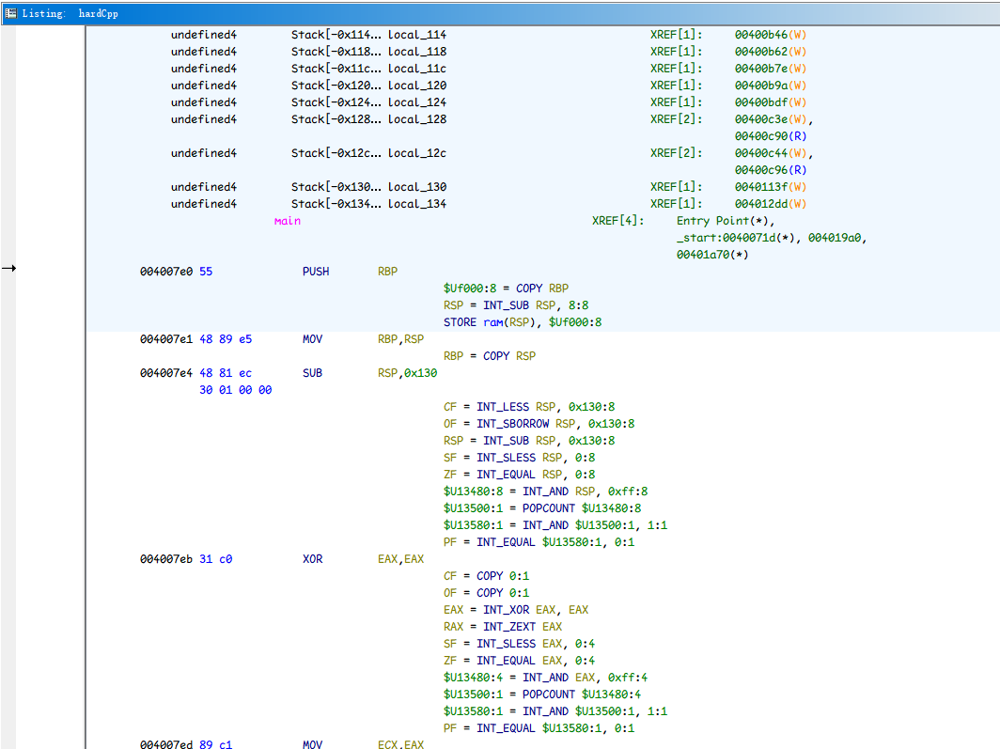 Listing: hardCpp
undefined4 Stack[-0x114... local_114 XREF[1]: 00400b46(W)
undefined4 Stack[-0x118... local_118 XREF[1]: 00400b62(W)
undefined4 Stack[-0x11c... local_11c XREF[1]: 00400b7e(W)
undefined4 Stack[-0x120... local_120 XREF[1]: 00400b9a(W)
undefined4 Stack[-0x124... local_124 XREF[1]: 00400bdf(W)
undefined4 Stack[-0x128... local_128 XREF[2]: 00400c3e(W),
00400c90(R)
undefined4 Stack[-0x12c... local_12c XREF[2]: 00400c44(W),
00400c96(R)
undefined4 Stack[-0x130... local_130 XREF[1]: 0040113f(W)
undefined4 Stack[-0x134... local_134 XREF[1]: 004012dd(W)
main XREF[4]: Entry Point(*),
_start:0040071d(*), 004019a0,
00401a70(*)
004007e0 55 PUSH RBP
$Uf000:8 = COPY RBP
RSP = INT_SUB RSP, 8:8
STORE ram(RSP), $Uf000:8
004007e1 48 89 e5 MOV RBP,RSP
RBP = COPY RSP
004007e4 48 81 ec SUB RSP,0x130
30 01 00 00
CF = INT_LESS RSP, 0x130:8
OF = INT_SBORROW RSP, 0x130:8
RSP = INT_SUB RSP, 0x130:8
SF = INT_SLESS RSP, 0:8
ZF = INT_EQUAL RSP, 0:8
$U13480:8 = INT_AND RSP, 0xff:8
$U13500:1 = POPCOUNT $U13480:8
$U13580:1 = INT_AND $U13500:1, 1:1
PF = INT_EQUAL $U13580:1, 0:1
004007eb 31 c0 XOR EAX,EAX
CF = COPY 0:1
OF = COPY 0:1
EAX = INT_XOR EAX, EAX
RAX = INT_ZEXT EAX
SF = INT_SLESS EAX, 0:4
ZF = INT_EQUAL EAX, 0:4
$U13480:4 = INT_AND EAX, 0xff:4
$U13500:1 = POPCOUNT $U13480:4
$U13580:1 = INT_AND $U13500:1, 1:1
PF = INT_EQUAL $U13580:1, 0:1
004007ed 89 c1 MOV ECX,EAX